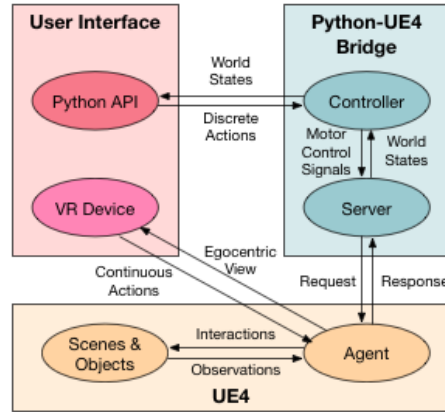 User Interface
Python-UE4
Bridge
World
States
Python API
Controller
Discrete
Actions
Motor
Control
Signals
World
States
VR Device
Server
Egocentric
View
Continuous
Actions
Request
Response
Interactions
Scenes &
Objects
Agent
Observations
UE4